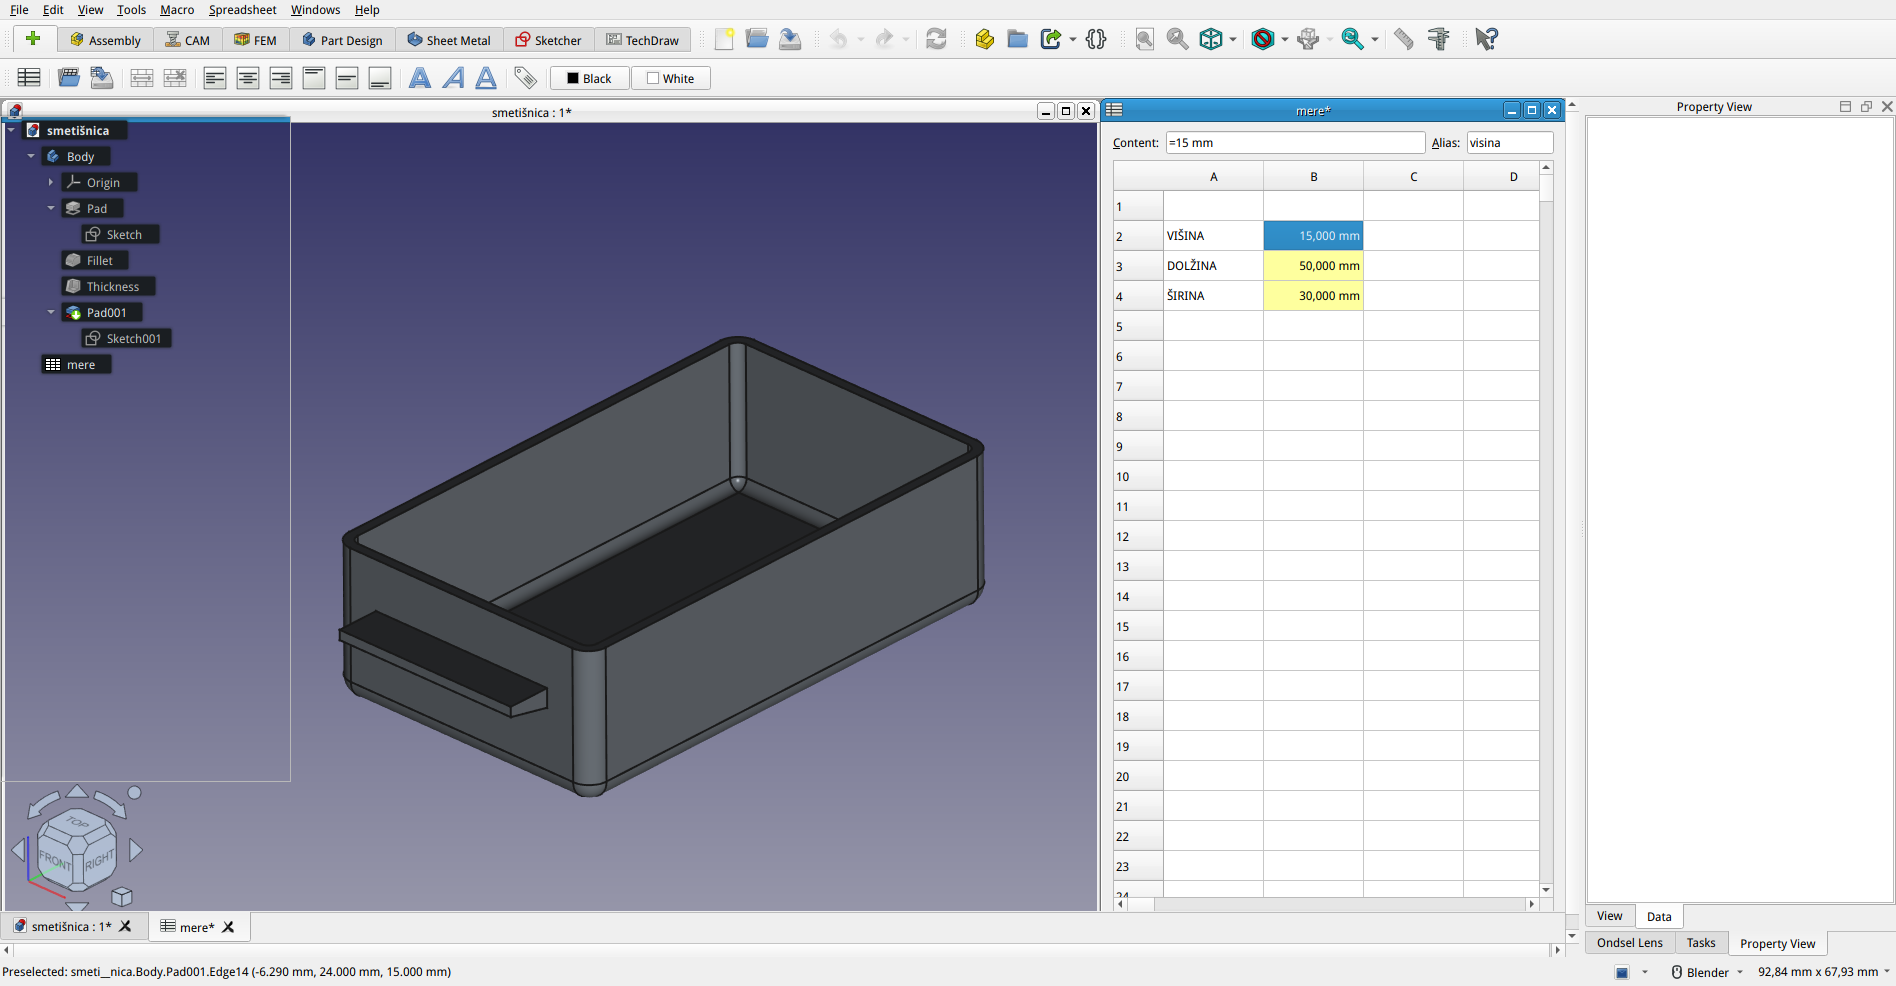 File Edit View Tools Macro Spreadsheet Windows Help
Assembly CAM FEM Part Design Sheet Metal Sketcher TechDraw
Black White
smetišnica : 1*
mere*
Property View
smetišnica
Body
Origin
Pad
Sketch
Fillet
Thickness
Pad001
Sketch001
mere
Content: =15 mm Alias: visina
A B C D
1
2 VIŠINA 15,000 mm
3 DOLŽINA 50,000 mm
4 ŠIRINA 30,000 mm
5
6
7
8
9
10
11
12
13
14
15
16
17
18
19
20
21
22
23
24
TOP
FRONT RIGHT
smetišnica : 1* mere*
View Data
Ondsel Lens Tasks Property View
Preselected: smeti__nica.Body.Pad001.Edge14 (-6.290 mm, 24.000 mm, 15.000 mm)
Blender 92,84 mm x 67,93 mm